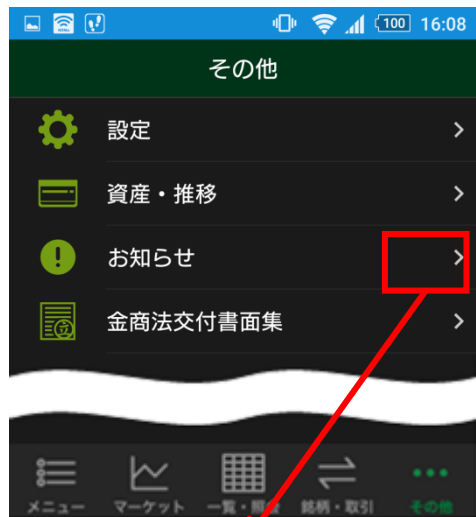 100 16:08
その他
設定
資産・推移
お知らせ
金商法交付書面集
メニュー マーケット 一覧・照会 銘柄・取引 その他